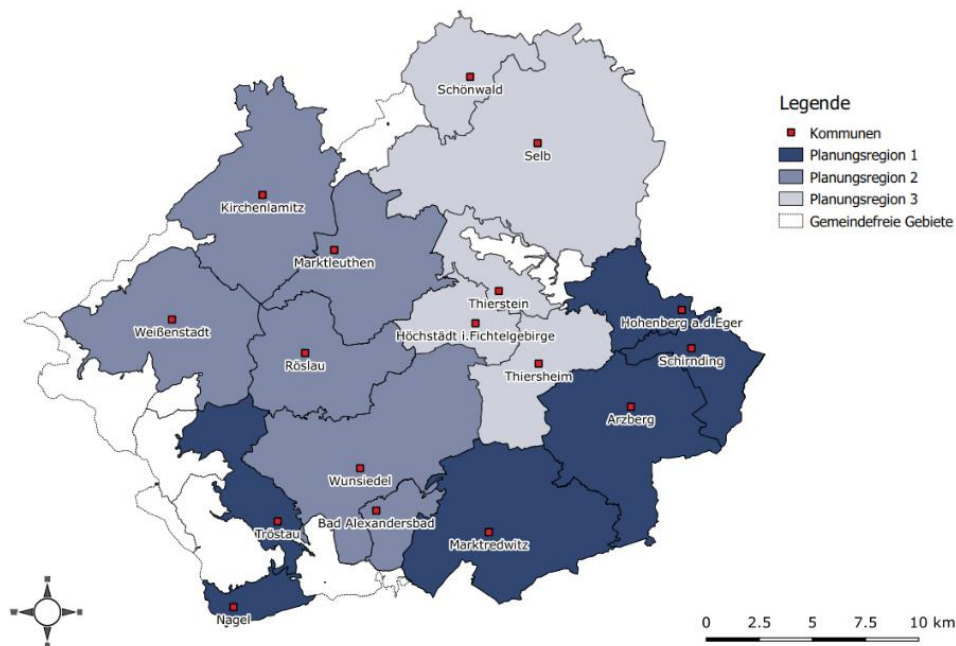 Schönwald
Selb
Kirchenlamitz
Marktleuthen
Thierstein
Weißenstadt
Hohenberg a.d.Eger
Höchstädt i.Fichtelgebirge
Röslau
Schirnding
Thiersheim
Arzberg
Wunsiedel
Bad Alexandersbad
Tröstau
Marktredwitz
Nagel
Legende
Kommunen
Planungsregion 1
Planungsregion 2
Planungsregion 3
Gemeindefreie Gebiete
0 2.5 5 7.5 10 km